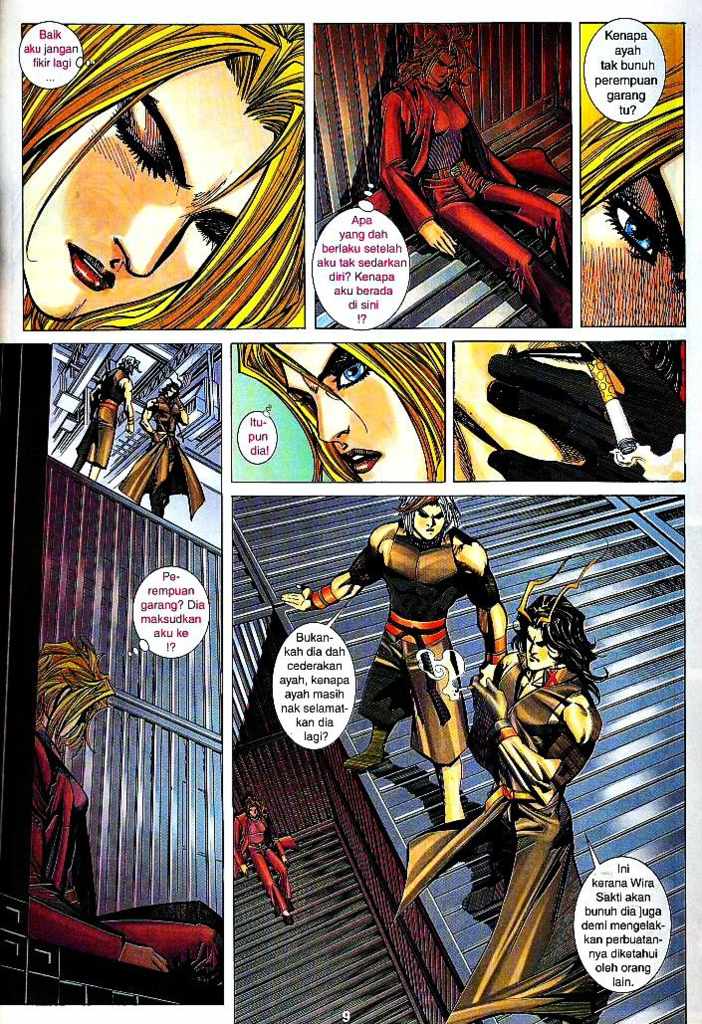 Baik
aku jangan
fikir lagi
...
Apa
yang dah
berlaku setelah
aku tak sedarkan
diri? Kenapa
aku berada
di sini
!?
Kenapa
ayah
tak bunuh
perempuan
garang
tu?
Pe-
rempuan
garang? Dia
maksudkan
aku ke
!?
Itu-
pun
dia!
Bukan-
kah dia dah
cederakan
ayah, kenapa
ayah masih
nak selamat-
kan dia
lagi?
Ini
kerana Wira
Sakti akan
bunuh dia juga
demi mengelak-
kan perbuatan-
nya diketahui
oleh orang
lain.
9